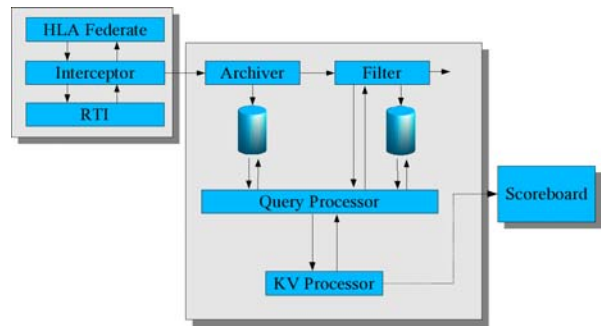 HLA Federate
Interceptor
RTI
Archiver
Filter
Query Processor
KV Processor
Scoreboard